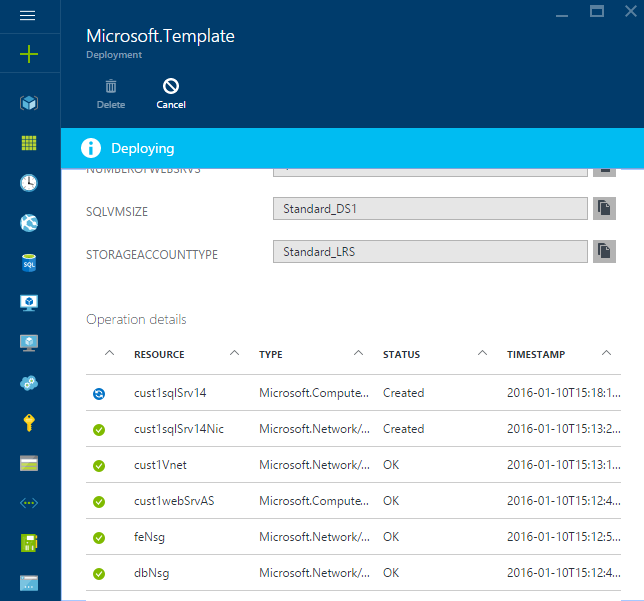 Microsoft.Template
Deployment
Delete Cancel
Deploying
NUMBEROFWEBSRVS
SQLVMSIZE Standard_DS1
STORAGEACCOUNTTYPE Standard_LRS
Operation details
RESOURCE TYPE STATUS TIMESTAMP
cust1sqlSrv14 Microsoft.Compute... Created 2016-01-10T15:18:1...
cust1sqlSrv14Nic Microsoft.Network/... Created 2016-01-10T15:13:2...
cust1Vnet Microsoft.Network/... OK 2016-01-10T15:13:1...
SQL cust1webSrvAS Microsoft.Compute... OK 2016-01-10T15:12:4...
feNsg Microsoft.Network/... OK 2016-01-10T15:12:5...
dbNsg Microsoft.Network/... OK 2016-01-10T15:12:4...